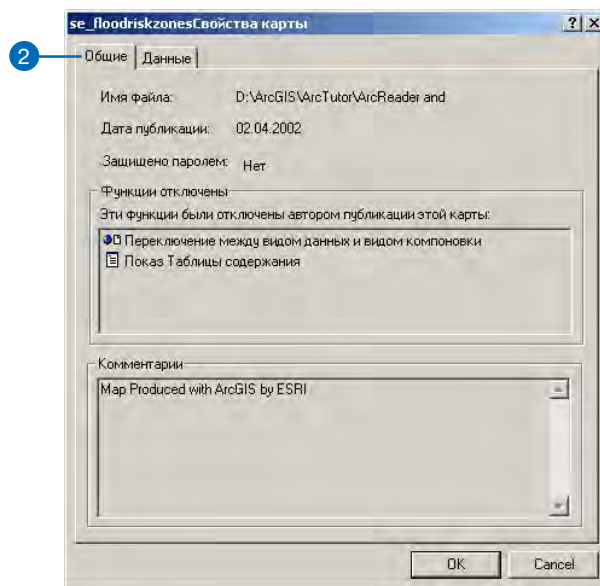 se_floodriskzonesСвойства карты
2
Общие Данные
Имя файла: D:\ArcGIS\ArcTutor\ArcReader and
Дата публикации: 02.04.2002
Защищено паролем: Нет
Функции отключены
Эти функции были отключены автором публикации этой карты:
Переключение между видом данных и видом компоновки
Показ Таблицы содержания
Комментарии
Map Produced with ArcGIS by ESRI
OK Cancel